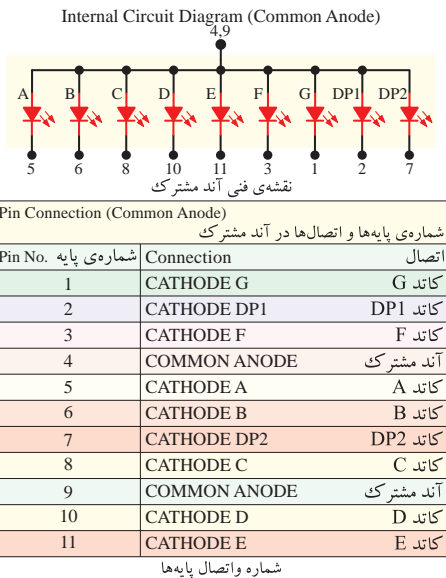 Internal Circuit Diagram (Common Anode)
4,9
A B C D E F G DP1 DP2
5 6 8 10 11 3 1 2 7
نقشه‌ی فنی آند مشترک
Pin Connection (Common Anode)
شماره‌ی پایه‌ها و اتصال‌ها در آند مشترک
Pin No. شماره‌ی پایه Connection اتصال
1 CATHODE G کاتد G
2 CATHODE DP1 کاتد DP1
3 CATHODE F کاتد F
4 COMMON ANODE آند مشترک
5 CATHODE A کاتد A
6 CATHODE B کاتد B
7 CATHODE DP2 کاتد DP2
8 CATHODE C کاتد C
9 COMMON ANODE آند مشترک
10 CATHODE D کاتد D
11 CATHODE E کاتد E
شماره واتصال پایه‌ها